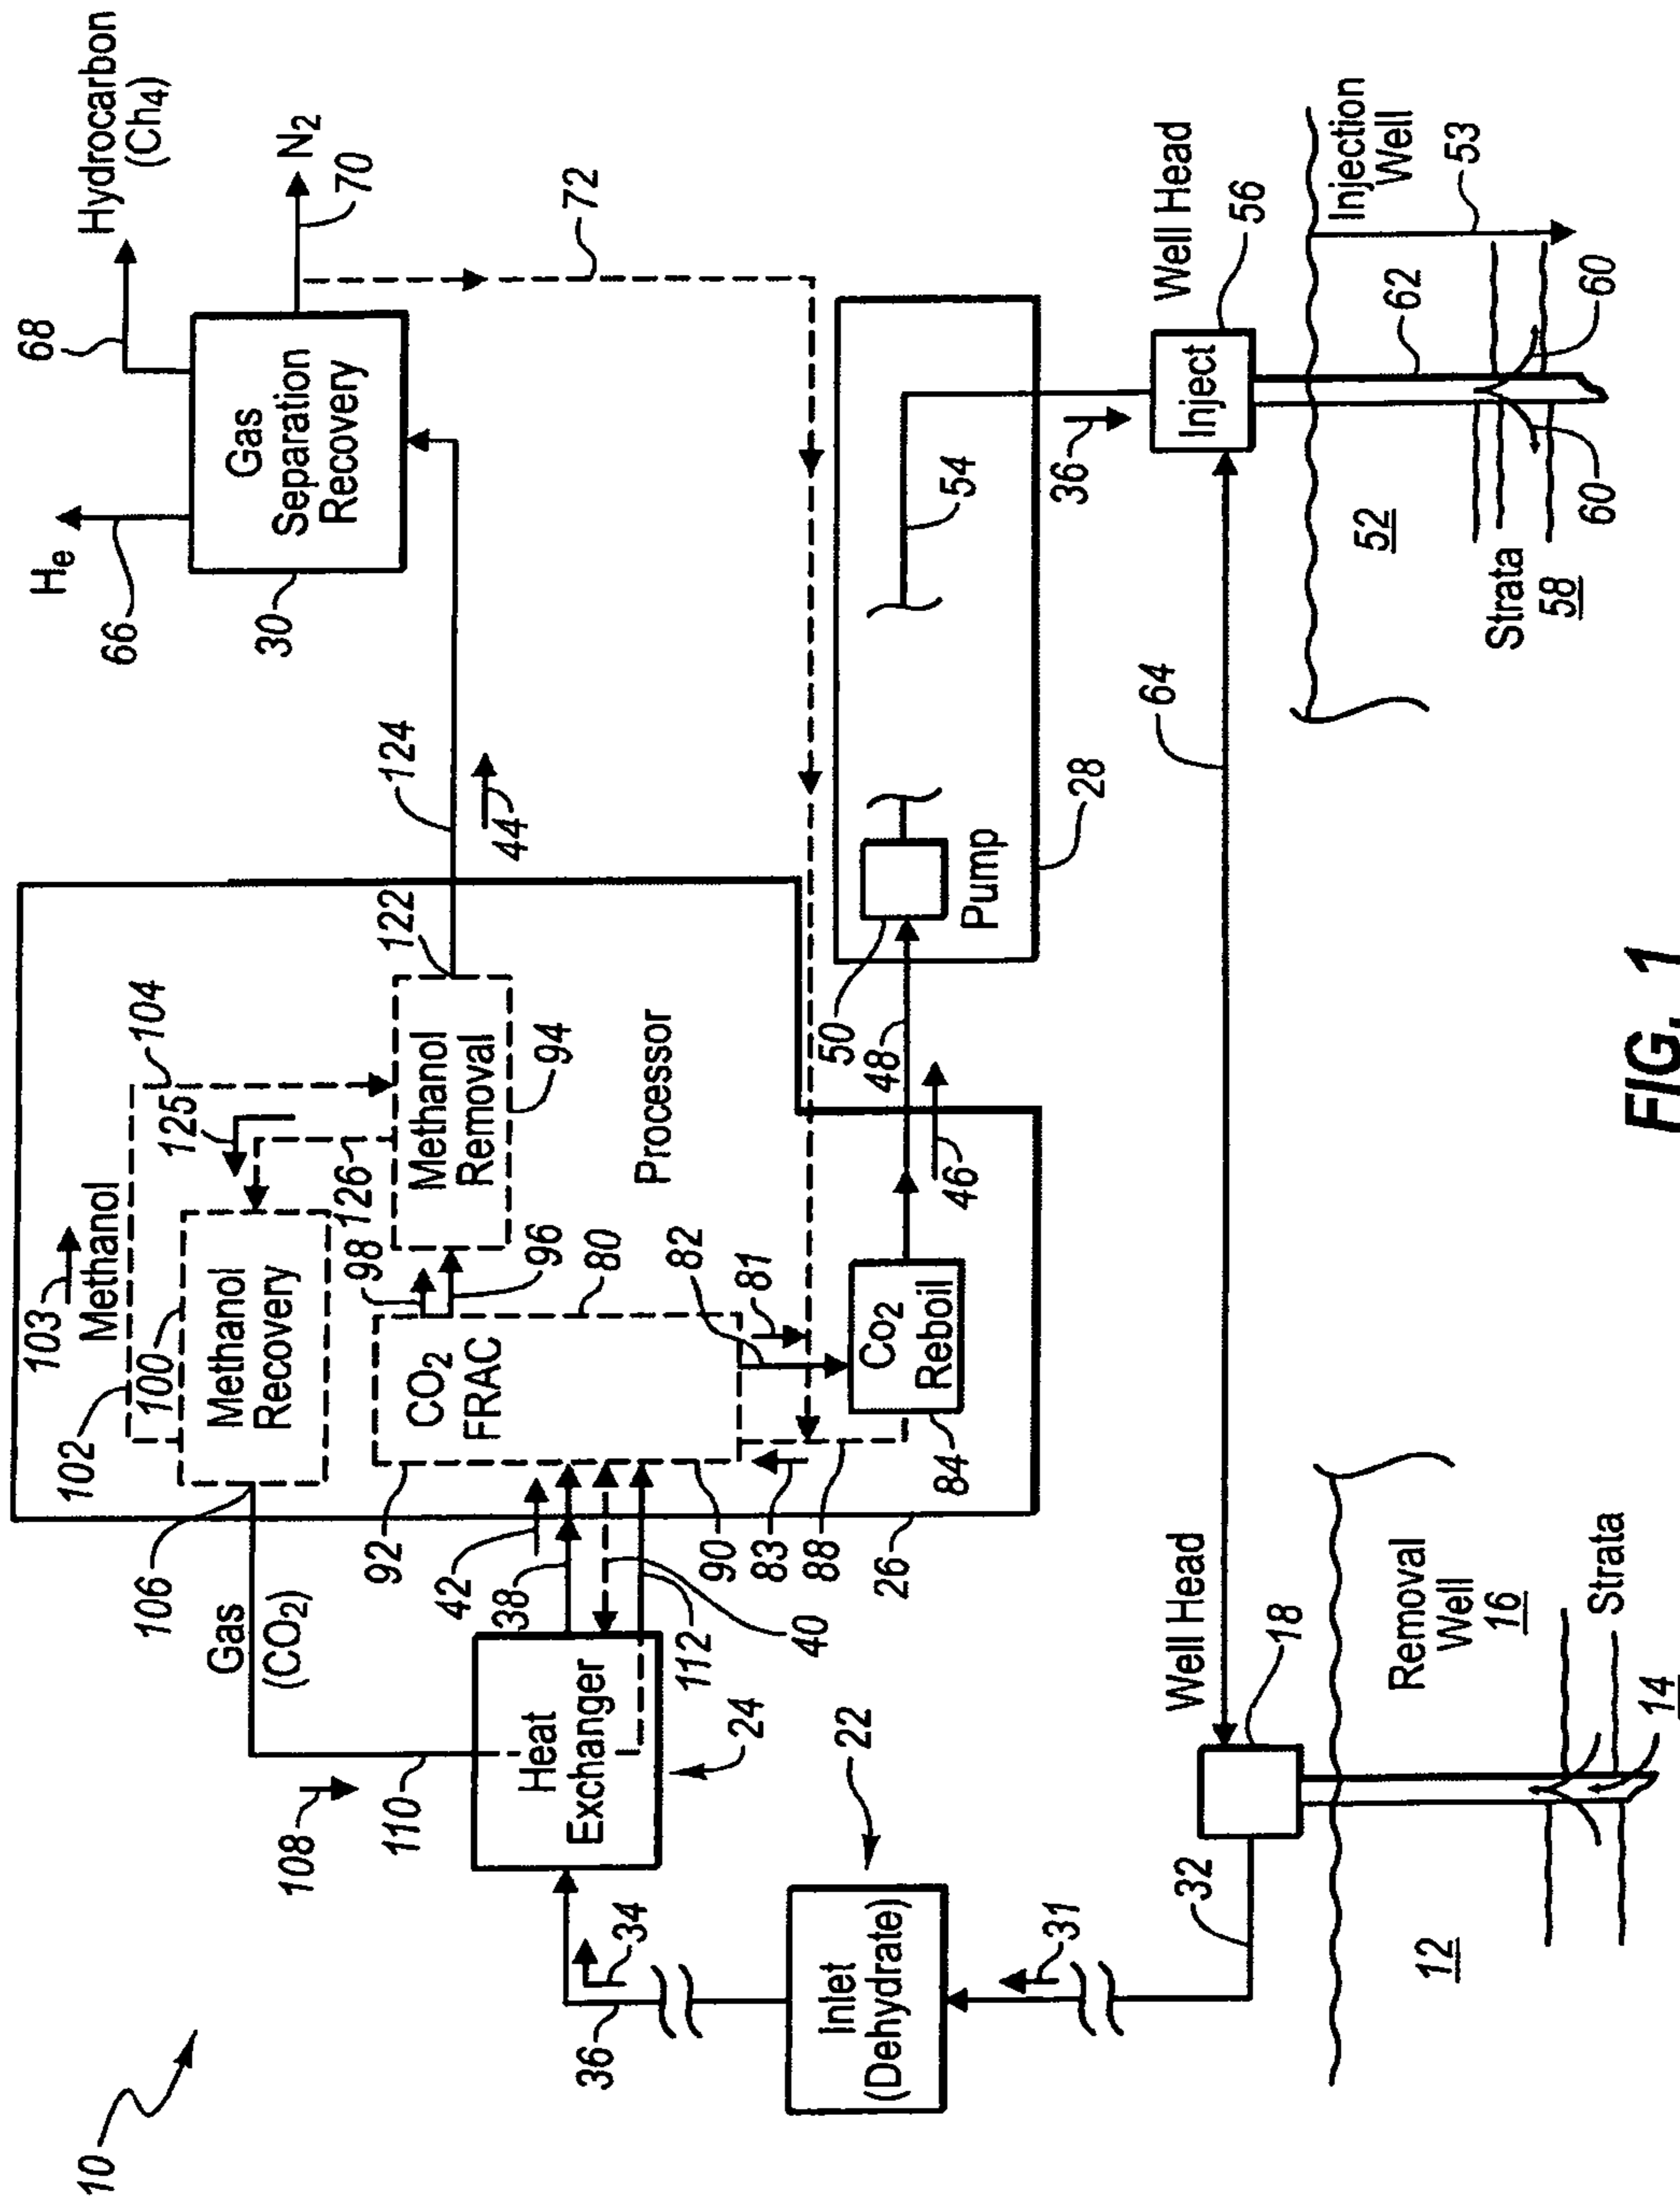 10
Hydrocarbon
(Ch4)
68
He
66
30
Gas
Separation
Recovery
N2
70
72
103
Methanol
102
100
Methanol
Recovery
104
125
126
106
Gas
(CO2)
108
110
92
CO2
FRAC
98
96
80
Methanol
Removal
94
122
124
44
Processor
42
38
Heat
Exchanger
24
112
40
90
83
88
26
82
81
Co2
Reboil
84
46
48
50
Pump
28
54
36
34
36
22
Inlet
(Dehydrate)
31
32
Well Head
18
64
Well Head
56
Inject
12
Removal
Well
16
Strata
14
52
Injection
Well
53
62
Strata
58
60
60
FIG. 1